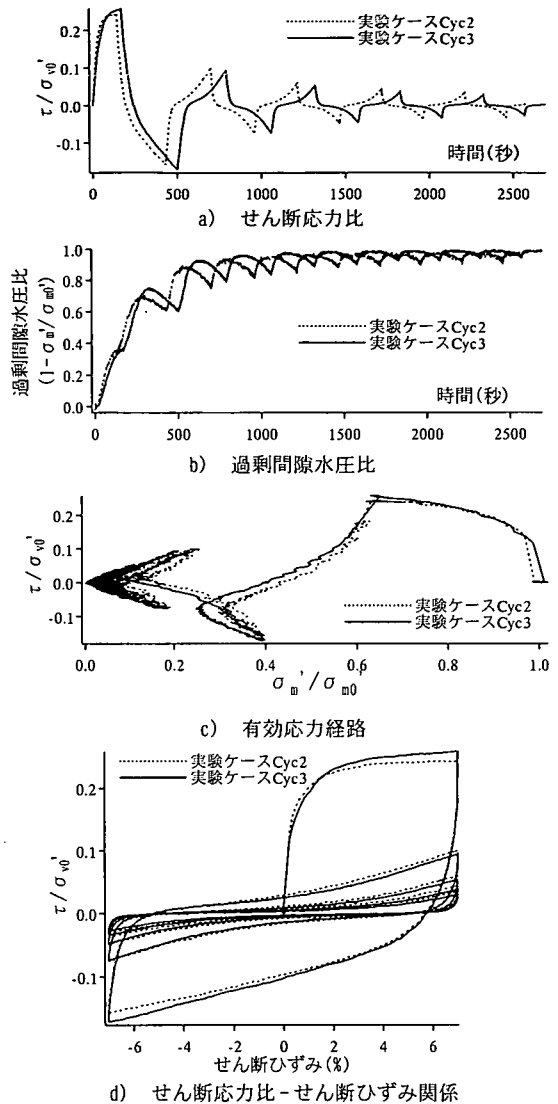 0.2
0.1
0.0
-0.1
τ/σv0'
実験ケースCyc2
実験ケースCyc3
時間(秒)
0 500 1000 1500 2000 2500
a) せん断応力比
1.0
0.8
0.6
0.4
0.2
0.0
過剰間隙水圧比
(1-σm'/σm0')
実験ケースCyc2
実験ケースCyc3
時間(秒)
0 500 1000 1500 2000 2500
b) 過剰間隙水圧比
0.2
0.1
0.0
-0.1
τ/σv0'
実験ケースCyc2
実験ケースCyc3
0.0 0.2 0.4 0.6 0.8 1.0
σm'/σm0'
c) 有効応力経路
実験ケースCyc2
実験ケースCyc3
0.2
0.1
0.0
-0.1
τ/σv0'
-6 -4 -2 0 2 4 6
せん断ひずみ(%)
d) せん断応力比-せん断ひずみ関係